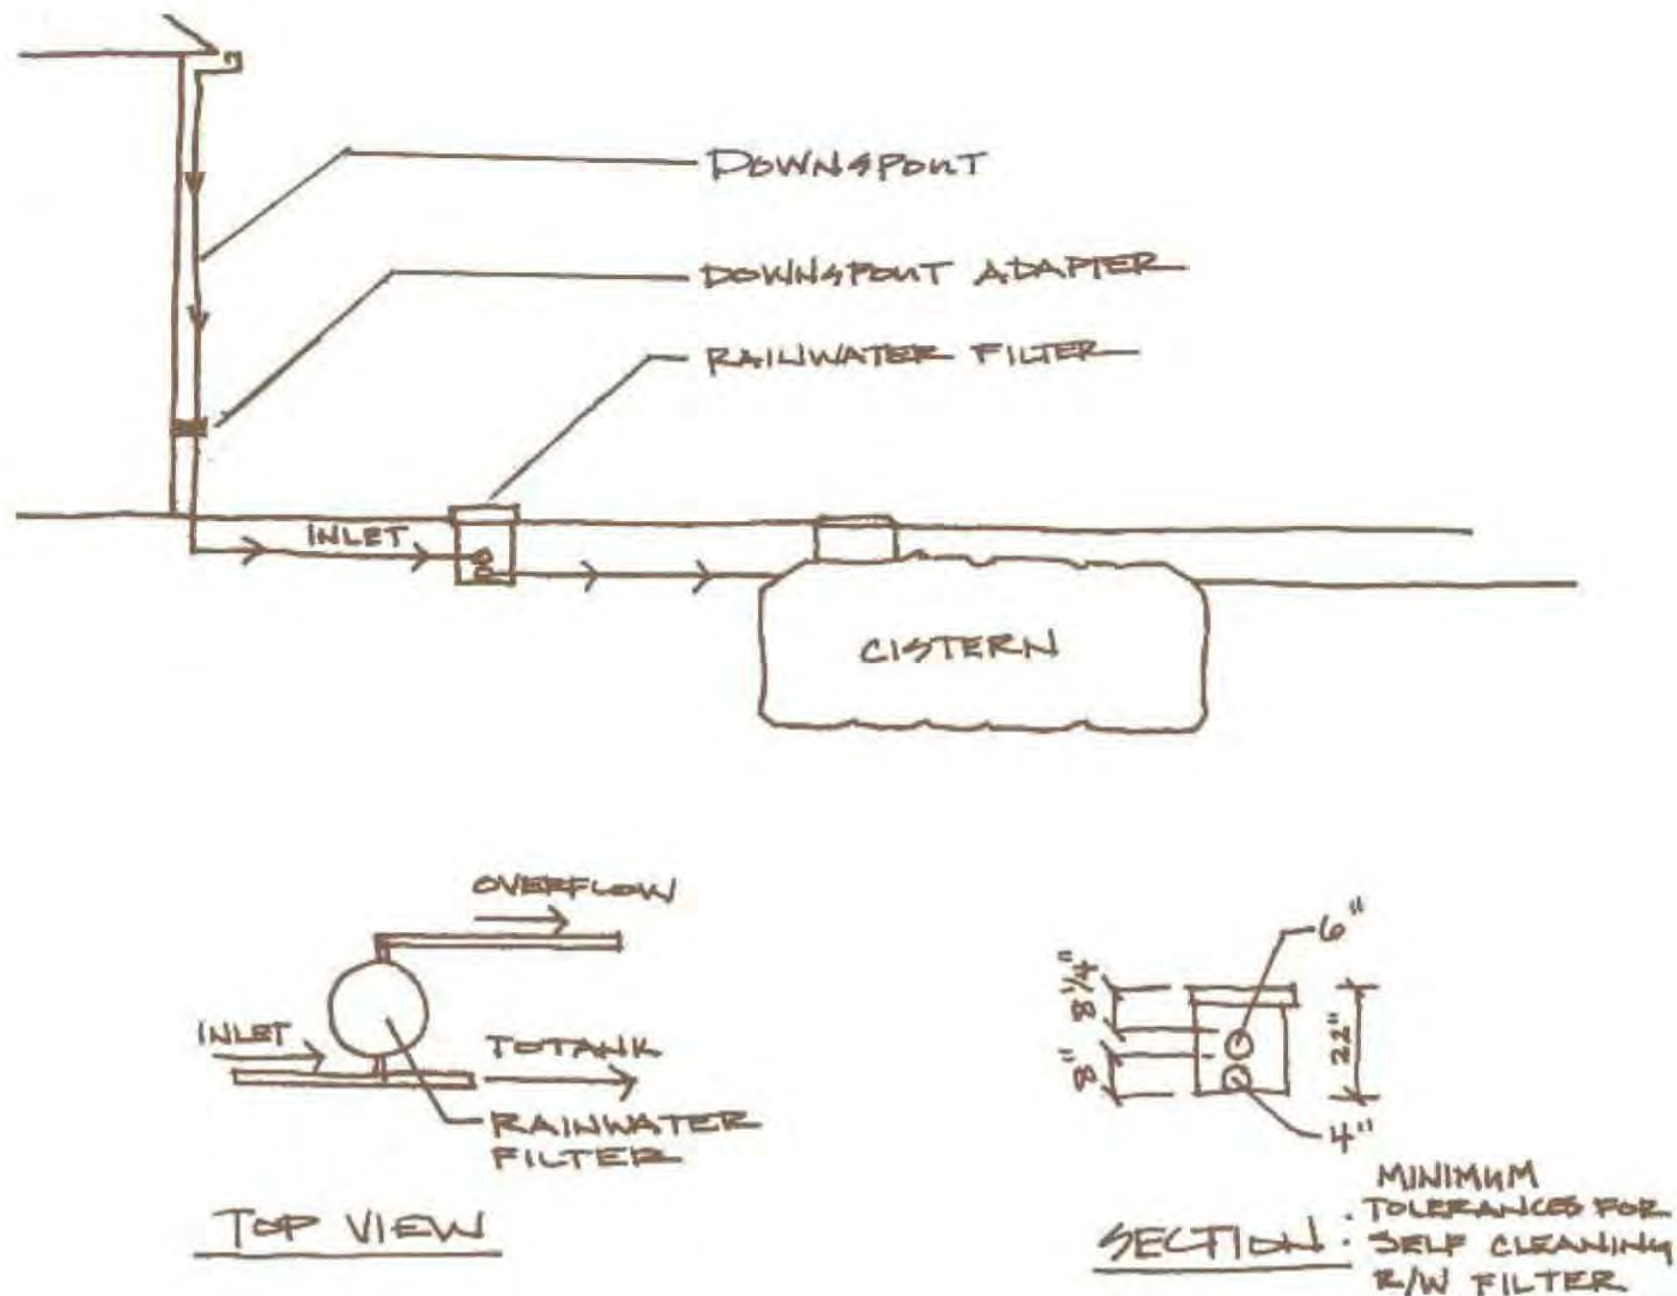 DOWNSPOUT
DOWNSPOUT ADAPTER
RAINWATER FILTER
INLET
CISTERN
OVERFLOW
INLET
TO TANK
RAINWATER
FILTER
TOP VIEW
6"
8 1/4"
8"
22"
4"
SECTION :
MINIMUM
TOLERANCES FOR
SELF CLEANING
R/W FILTER